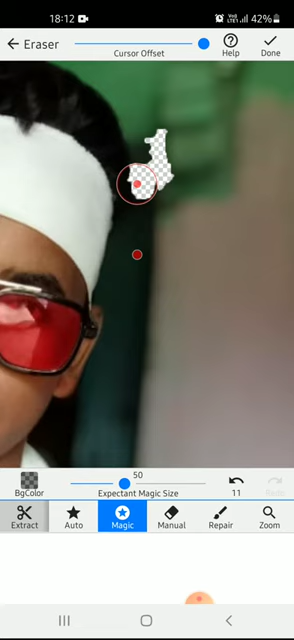 18:12 VoLTE1 42%
Eraser
Cursor Offset
Help
Done
50
BgColor
Expectant Magic Size
11
Redo
Extract
Auto
Magic
Manual
Repair
Zoom